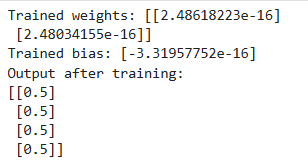 Trained weights: [[2.48618223e-16]
 [2.48034155e-16]]
Trained bias: [-3.31957752e-16]
Output after training:
[[0.5]
 [0.5]
 [0.5]
 [0.5]]